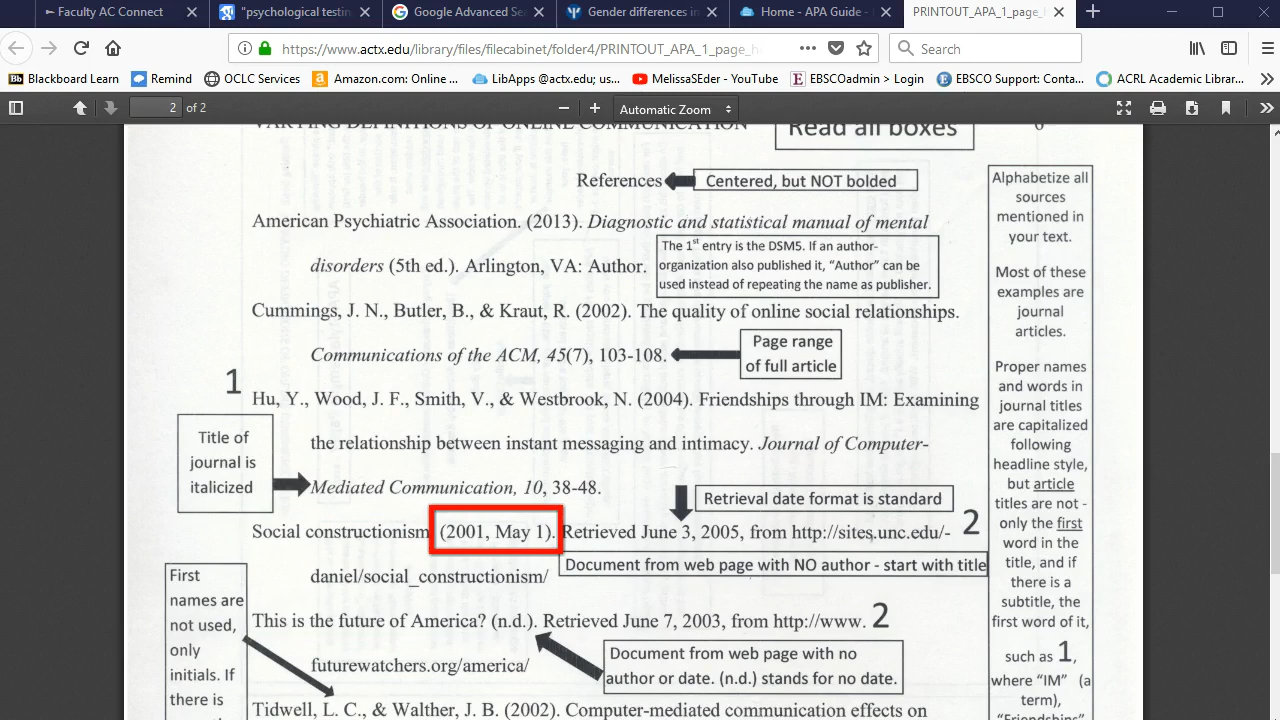 Faculty AC Connect
"psychological testin
Google Advanced Sea
Gender differences in
Home - APA Guide -
PRINTOUT_APA_1_page_
https://www.actx.edu/library/files/filecabinet/folder4/PRINTOUT_APA_1_page_h
Search
Blackboard Learn
Remind
OCLC Services
Amazon.com: Online ...
LibApps @actx.edu; us...
MelissaSEder - YouTube
EBSCOadmin > Login
EBSCO Support: Conta...
ACRL Academic Librar...
2 of 2
Automatic Zoom
VARYING DEFINITIONS OF ONLINE COMMUNICATION
Read all boxes
6
References
Centered, but NOT bolded
American Psychiatric Association. (2013). Diagnostic and statistical manual of mental
disorders (5th ed.). Arlington, VA: Author.
The 1st entry is the DSM5. If an author-
organization also published it, "Author" can be
used instead of repeating the name as publisher.
Cummings, J. N., Butler, B., & Kraut, R. (2002). The quality of online social relationships.
Communications of the ACM, 45(7), 103-108.
Page range
of full article
1
Hu, Y., Wood, J. F., Smith, V., & Westbrook, N. (2004). Friendships through IM: Examining
the relationship between instant messaging and intimacy. Journal of Computer-
Mediated Communication, 10, 38-48.
Title of
journal is
italicized
Retrieval date format is standard
Social constructionism (2001, May 1). Retrieved June 3, 2005, from http://sites.unc.edu/-
2
daniel/social_constructionism/
Document from web page with NO author - start with title
This is the future of America? (n.d.). Retrieved June 7, 2003, from http://www.
2
futurewatchers.org/america/
Document from web page with no
author or date. (n.d.) stands for no date.
First
names are
not used,
only
initials. If
there is
Tidwell, L. C., & Walther, J. B. (2002). Computer-mediated communication effects on
Alphabetize all
sources
mentioned in
your text.
Most of these
examples are
journal
articles.
Proper names
and words in
journal titles
are capitalized
following
headline style,
but article
titles are not -
only the first
word in the
title, and if
there is a
subtitle, the
first word of it,
such as 1,
where "IM" (a
term),
"Friendships"